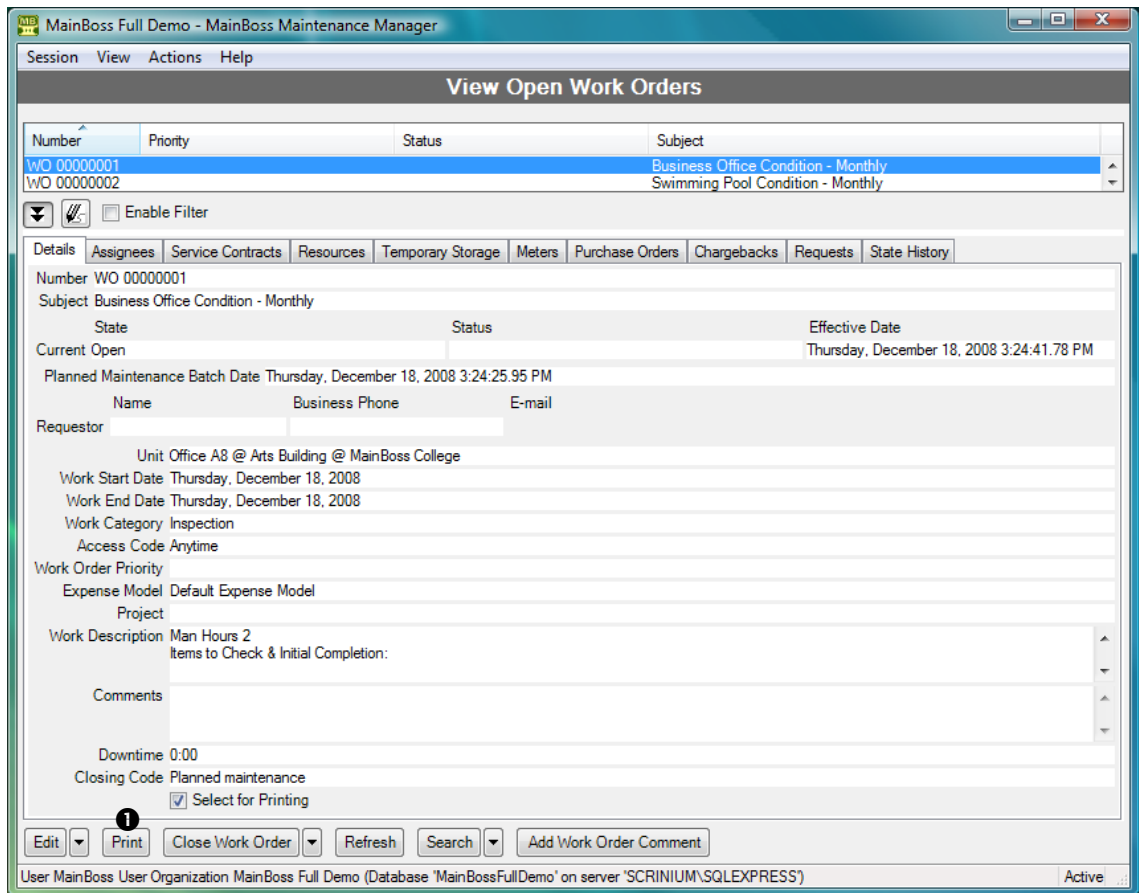 MainBoss Full Demo - MainBoss Maintenance Manager
Session View Actions Help
View Open Work Orders
Number Priority Status Subject
WO 00000001 Business Office Condition - Monthly
WO 00000002 Swimming Pool Condition - Monthly
Enable Filter
Details Assignees Service Contracts Resources Temporary Storage Meters Purchase Orders Chargebacks Requests State History
Number WO 00000001
Subject Business Office Condition - Monthly
State Status Effective Date
Current Open Thursday, December 18, 2008 3:24:41.78 PM
Planned Maintenance Batch Date Thursday, December 18, 2008 3:24:25.95 PM
Name Business Phone E-mail
Requestor
Unit Office A8 @ Arts Building @ MainBoss College
Work Start Date Thursday, December 18, 2008
Work End Date Thursday, December 18, 2008
Work Category Inspection
Access Code Anytime
Work Order Priority
Expense Model Default Expense Model
Project
Work Description Man Hours 2
Items to Check & Initial Completion:
Comments
Downtime 0:00
Closing Code Planned maintenance
Select for Printing
1
Edit Print Close Work Order Refresh Search Add Work Order Comment
User MainBoss User Organization MainBoss Full Demo (Database 'MainBossFullDemo' on server 'SCRINIUM\SQLEXPRESS') Active